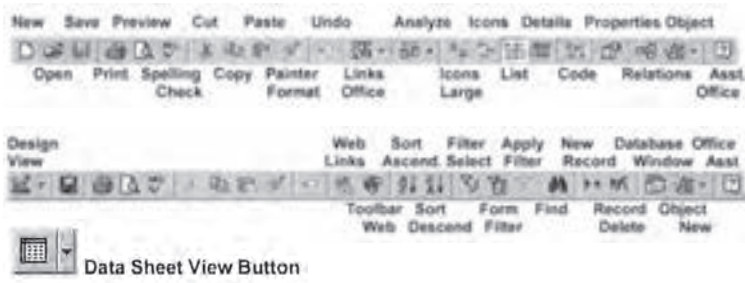 New Save Preview Cut Paste Undo Analyze Icons Details Properties Object
Open Print Spelling Copy Painter Links Icons List Code Relations Asst
Check Format Office Large Office
Design Web Sort Filter Apply New Database Office
View Links Ascend. Select Filter Record Window Asst
Toolbar Sort Form Find Record Object
Web Descend Filter Delete New
Data Sheet View Button